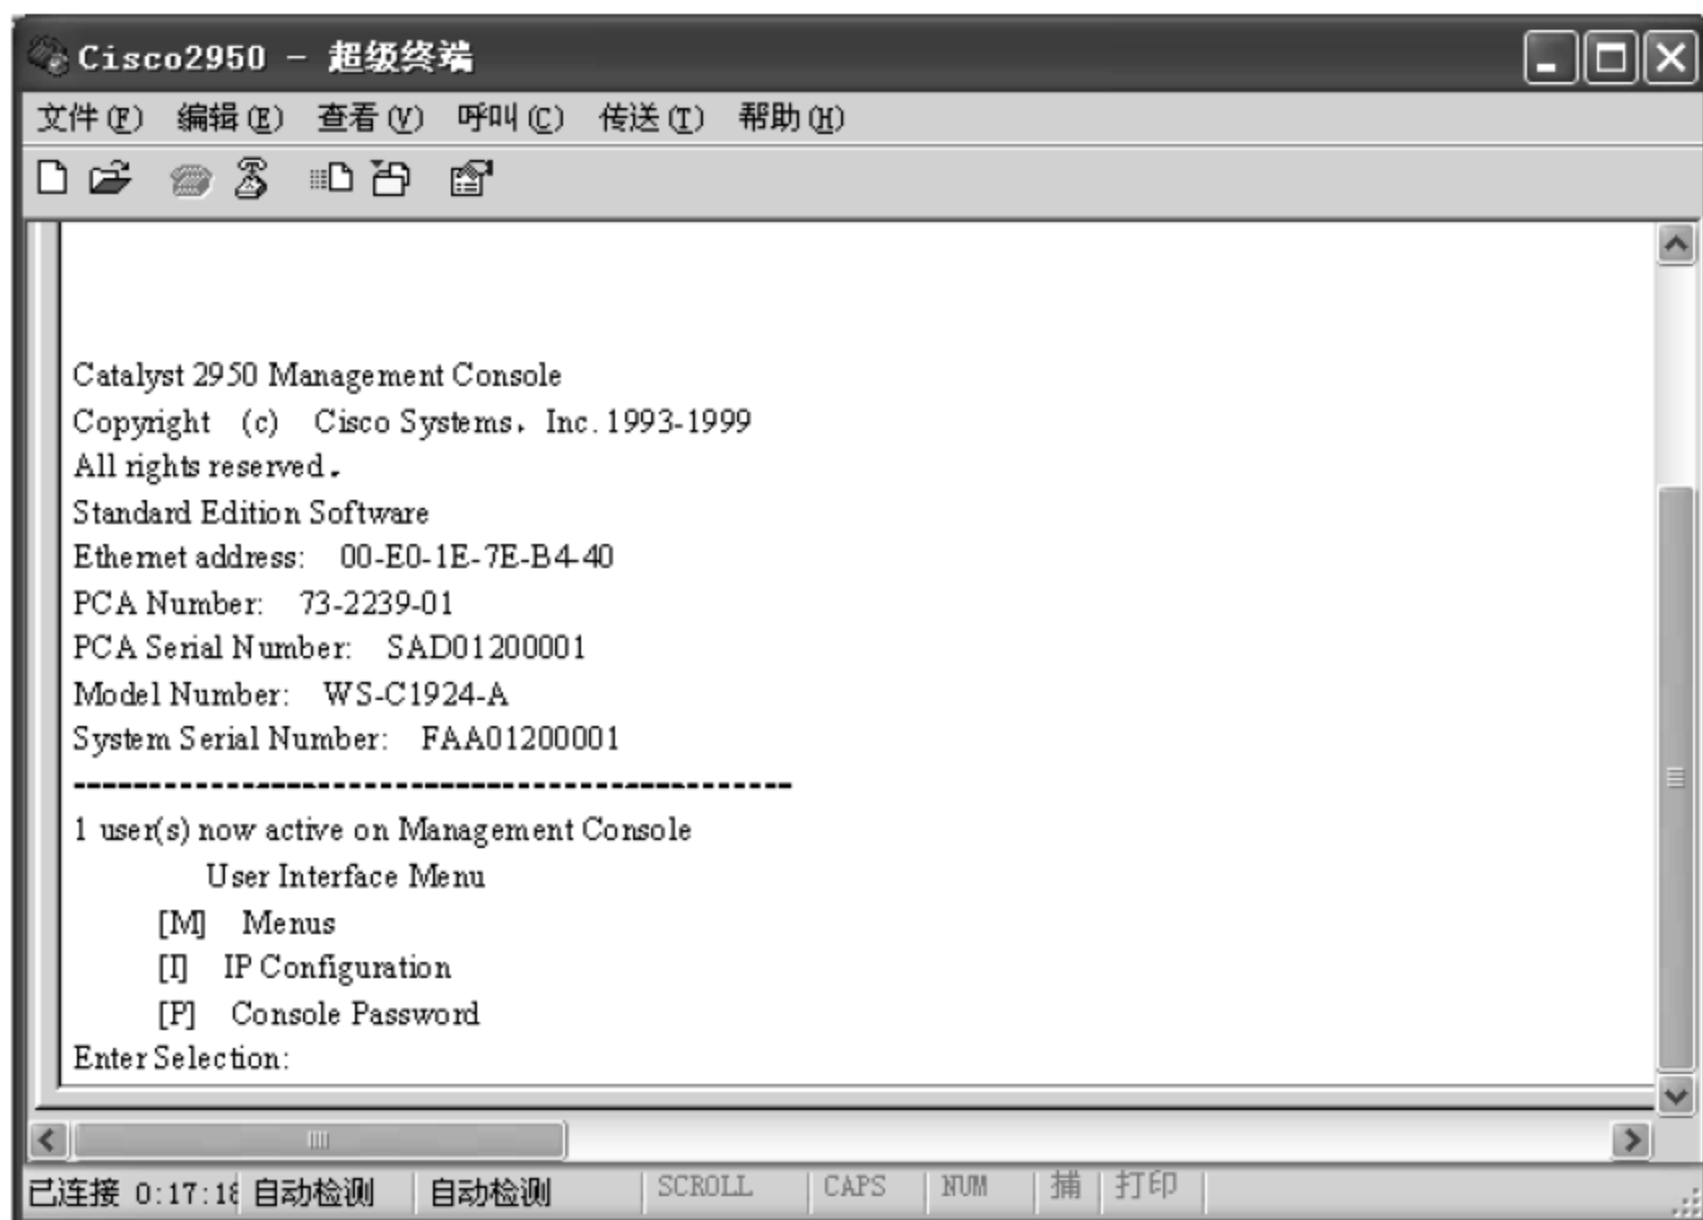 Cisco2950 - 超级终端
文件(F) 编辑(E) 查看(V) 呼叫(C) 传送(T) 帮助(H)
Catalyst 2950 Management Console
Copyright (c) Cisco Systems. Inc. 1993-1999
All rights reserved.
Standard Edition Software
Ethernet address: 00-E0-1E-7E-B4-40
PCA Number: 73-2239-01
PCA Serial Number: SAD01200001
Model Number: WS-C1924-A
System Serial Number: FAA01200001
------------------------------------------------
1 user(s) now active on Management Console
User Interface Menu
[M] Menus
[I] IP Configuration
[P] Console Password
Enter Selection:
已连接 0:17:18 自动检测 自动检测 SCROLL CAPS NUM 捕 打印